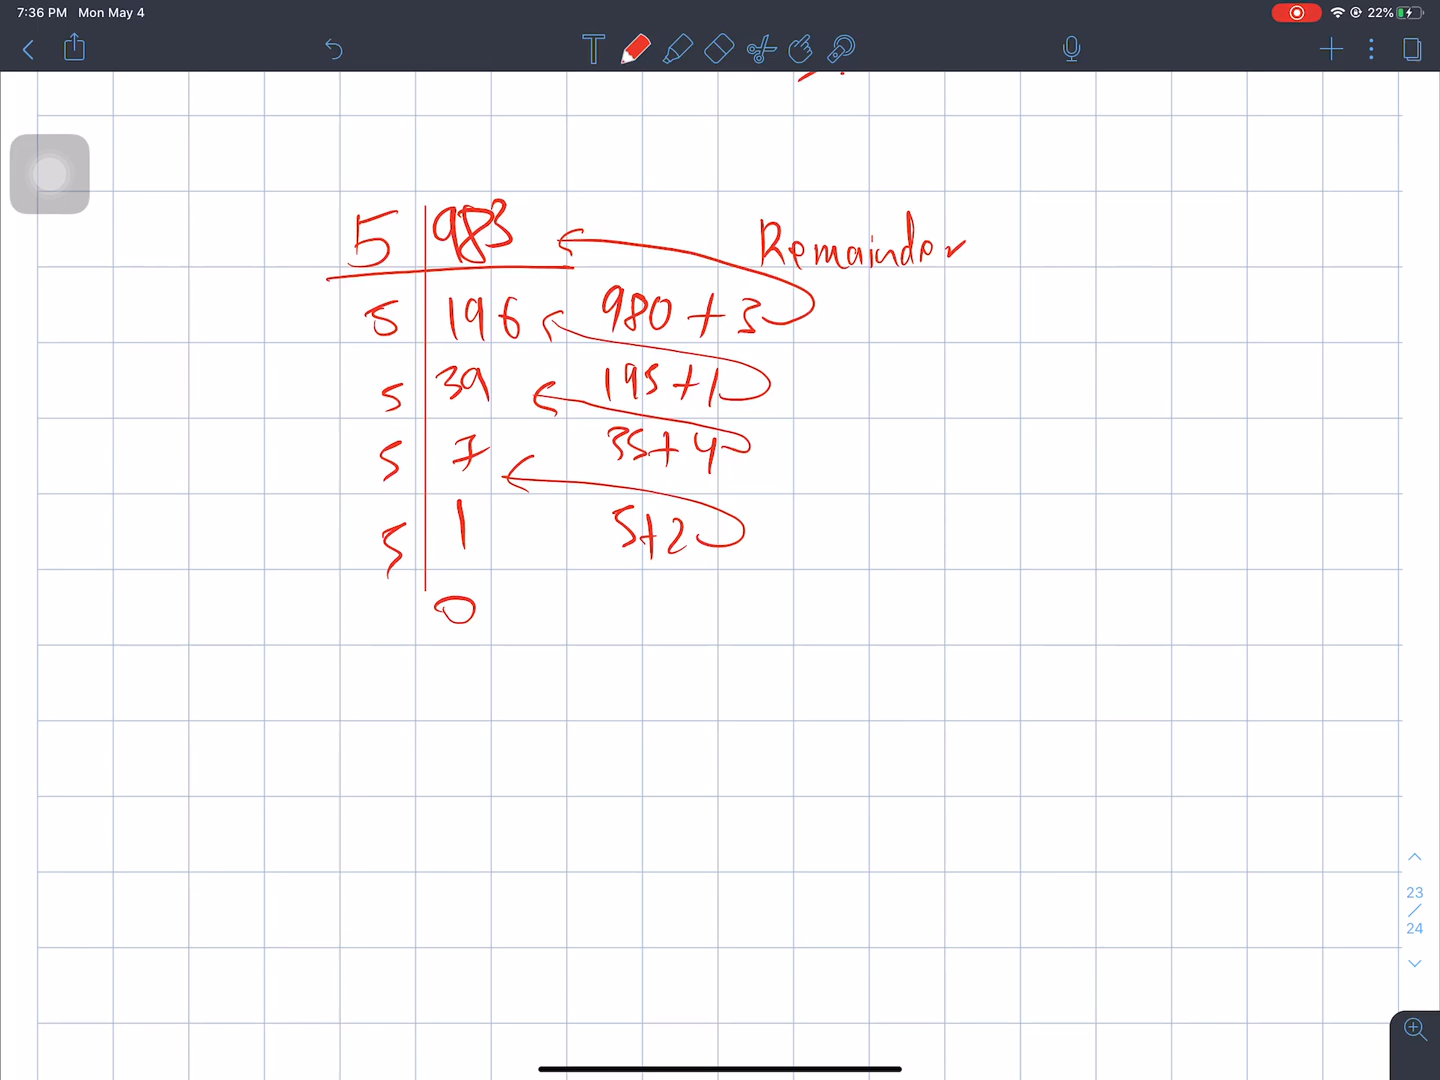 7:36 PM Mon May 4
22%
T
5 983 Remainder
5 196 980 + 3
5 39 195 + 1
5 7 35 + 4
5 1 5 + 2
0
23
/
24